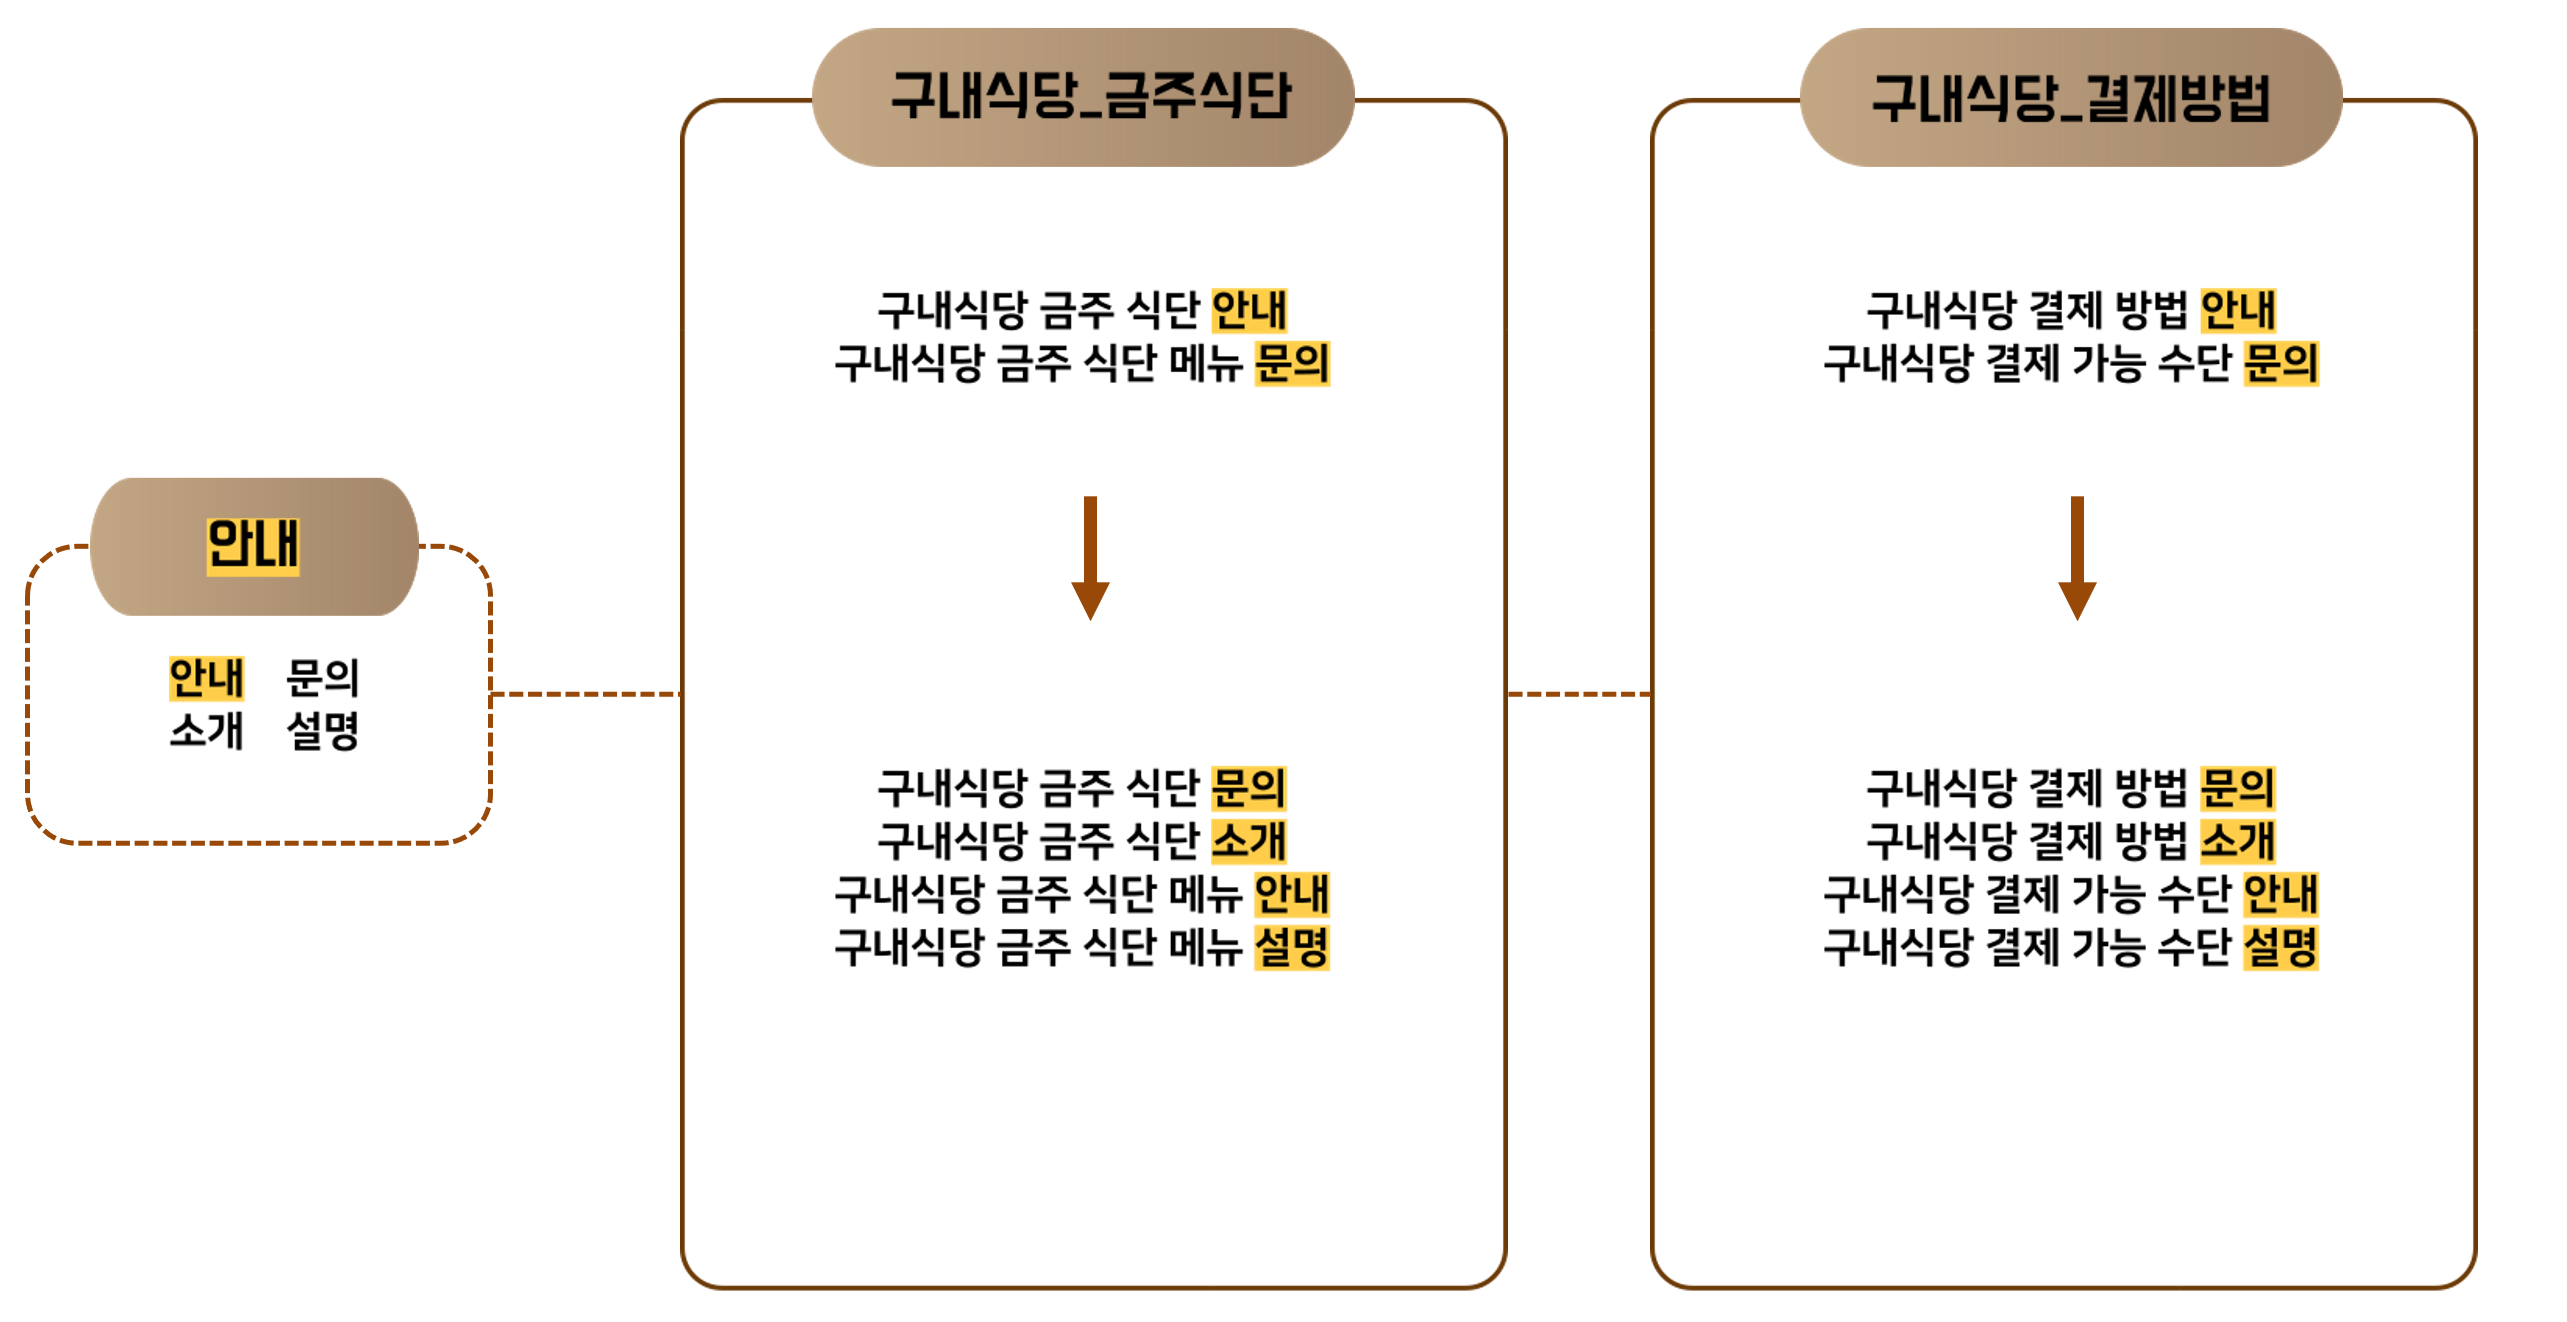 안내
안내 문의
소개 설명
구내식당_금주식단
구내식당 금주 식단 안내
구내식당 금주 식단 메뉴 문의
구내식당 금주 식단 문의
구내식당 금주 식단 소개
구내식당 금주 식단 메뉴 안내
구내식당 금주 식단 메뉴 설명
구내식당_결제방법
구내식당 결제 방법 안내
구내식당 결제 가능 수단 문의
구내식당 결제 방법 문의
구내식당 결제 방법 소개
구내식당 결제 가능 수단 안내
구내식당 결제 가능 수단 설명